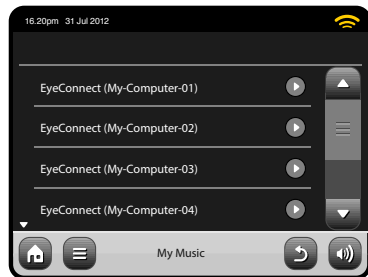 16.20pm 31 Jul 2012
EyeConnect (My-Computer-01)
EyeConnect (My-Computer-02)
EyeConnect (My-Computer-03)
EyeConnect (My-Computer-04)
My Music